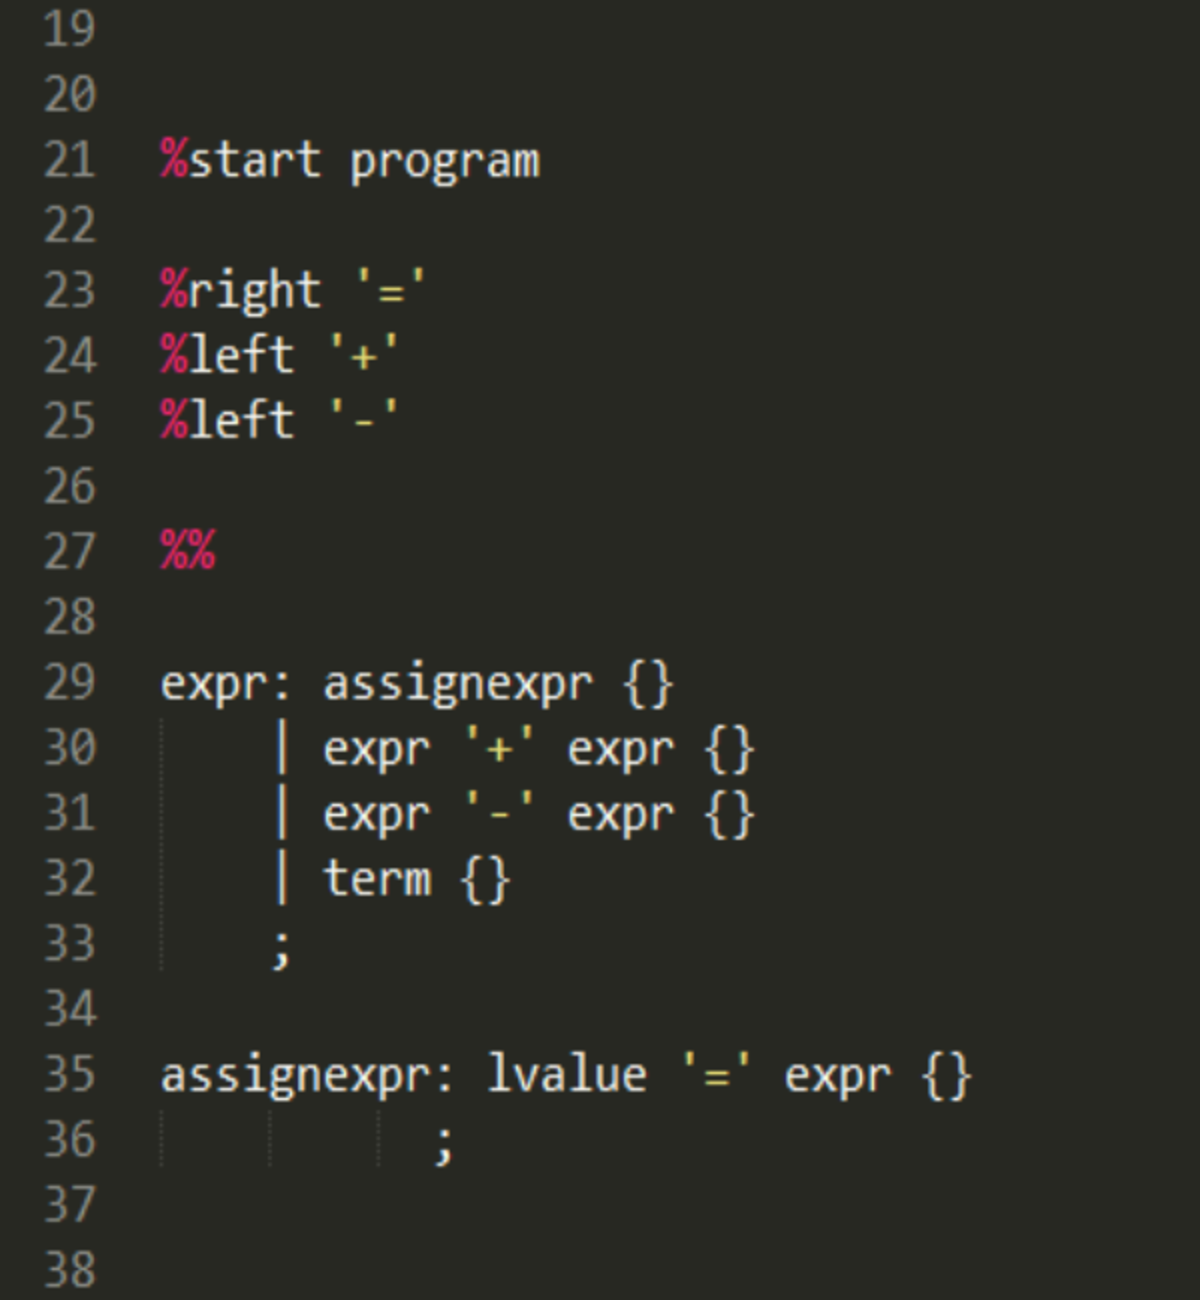 19
20
21 %start program
22
23 %right '='
24 %left '+'
25 %left '-'
26
27 %%
28
29 expr: assignexpr {}
30     | expr '+' expr {}
31     | expr '-' expr {}
32     | term {}
33     ;
34
35 assignexpr: lvalue '=' expr {}
36           ;
37
38